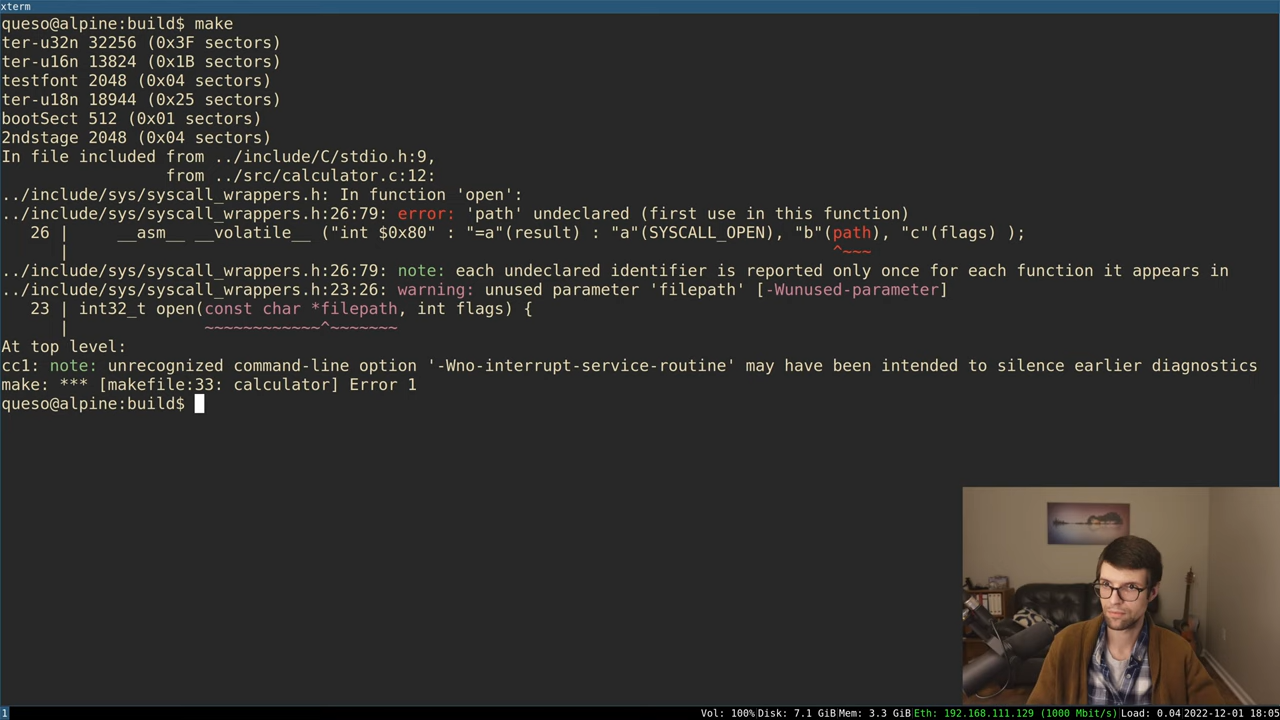 xterm
queso@alpine:build$ make
ter-u32n 32256 (0x3F sectors)
ter-u16n 13824 (0x1B sectors)
testfont 2048 (0x04 sectors)
ter-u18n 18944 (0x25 sectors)
bootSect 512 (0x01 sectors)
2ndstage 2048 (0x04 sectors)
In file included from ../include/C/stdio.h:9,
                 from ../src/calculator.c:12:
../include/sys/syscall_wrappers.h: In function 'open':
../include/sys/syscall_wrappers.h:26:79: error: 'path' undeclared (first use in this function)
   26 |     __asm__ __volatile__ ("int $0x80" : "=a"(result) : "a"(SYSCALL_OPEN), "b"(path), "c"(flags) );
      |                                                                               ^~~~
../include/sys/syscall_wrappers.h:26:79: note: each undeclared identifier is reported only once for each function it appears in
../include/sys/syscall_wrappers.h:23:26: warning: unused parameter 'filepath' [-Wunused-parameter]
   23 | int32_t open(const char *filepath, int flags) {
      |              ~~~~~~~~~~~~^~~~~~~~
At top level:
cc1: note: unrecognized command-line option '-Wno-interrupt-service-routine' may have been intended to silence earlier diagnostics
make: *** [makefile:33: calculator] Error 1
queso@alpine:build$
1 Vol: 100% Disk: 7.1 GiB Mem: 3.3 GiB Eth: 192.168.111.129 (1000 Mbit/s) Load: 0.04 2022-12-01 18:05